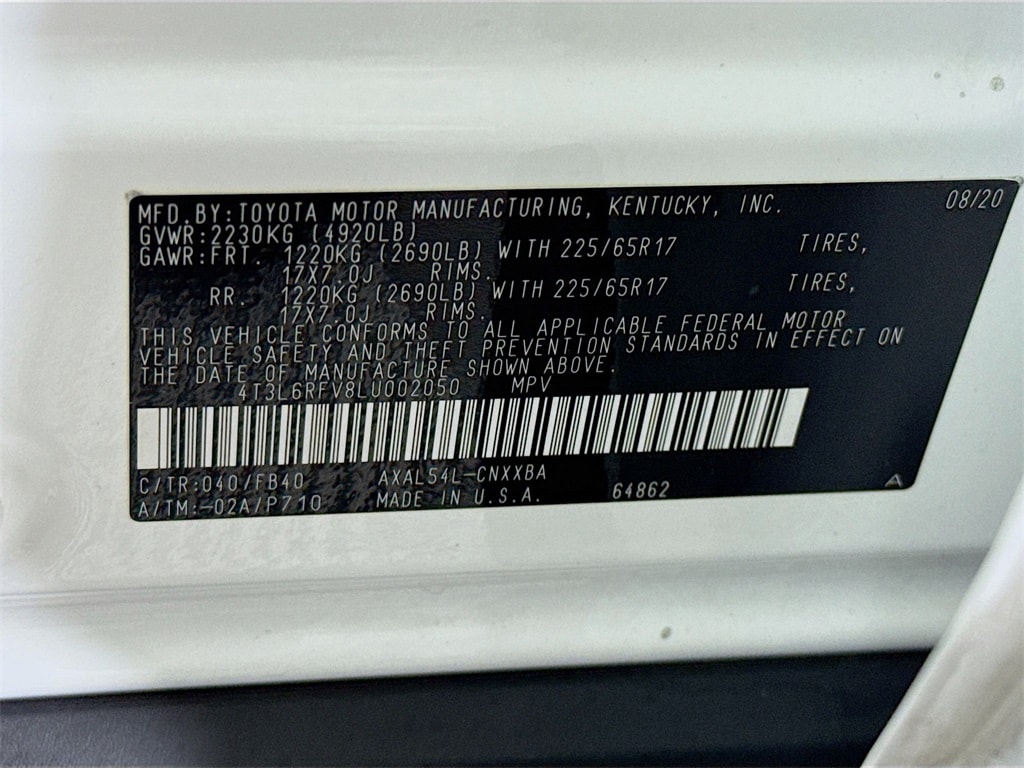 MFD.BY:TOYOTA MOTOR MANUFACTURING, KENTUCKY, INC. 08/20
GVWR:2230KG (4920LB)
GAWR:FRT. 1220KG (2690LB) WITH 225/65R17 TIRES,
17X7.0J RIMS.
RR. 1220KG (2690LB) WITH 225/65R17 TIRES,
17X7.0J RIMS.
THIS VEHICLE CONFORMS TO ALL APPLICABLE FEDERAL MOTOR
VEHICLE SAFETY AND THEFT PREVENTION STANDARDS IN EFFECT ON
THE DATE OF MANUFACTURE SHOWN ABOVE.
4T3L6RFV8LU002050 MPV
C/TR:040/FB40 AXAL54L-CNXXBA
A/TM:-02A/P710 MADE IN U.S.A. 64862 A